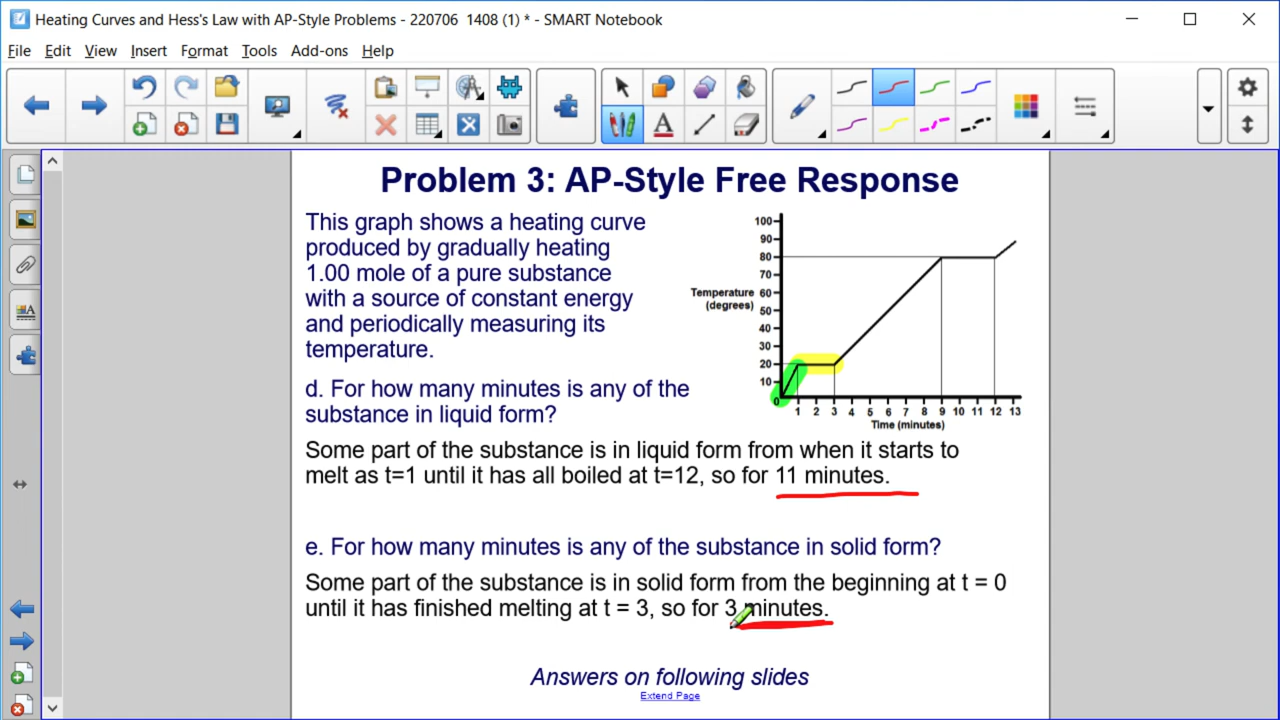 Heating Curves and Hess's Law with AP-Style Problems - 220706 1408 (1) * - SMART Notebook
File Edit View Insert Format Tools Add-ons Help
Problem 3: AP-Style Free Response
This graph shows a heating curve
produced by gradually heating
1.00 mole of a pure substance
with a source of constant energy
and periodically measuring its
temperature.
100
90
80
70
Temperature 60
(degrees) 50
40
30
20
10
0
1 2 3 4 5 6 7 8 9 10 11 12 13
Time (minutes)
d. For how many minutes is any of the
substance in liquid form?
Some part of the substance is in liquid form from when it starts to
melt as t=1 until it has all boiled at t=12, so for 11 minutes.
e. For how many minutes is any of the substance in solid form?
Some part of the substance is in solid form from the beginning at t = 0
until it has finished melting at t = 3, so for 3 minutes.
Answers on following slides
Extend Page